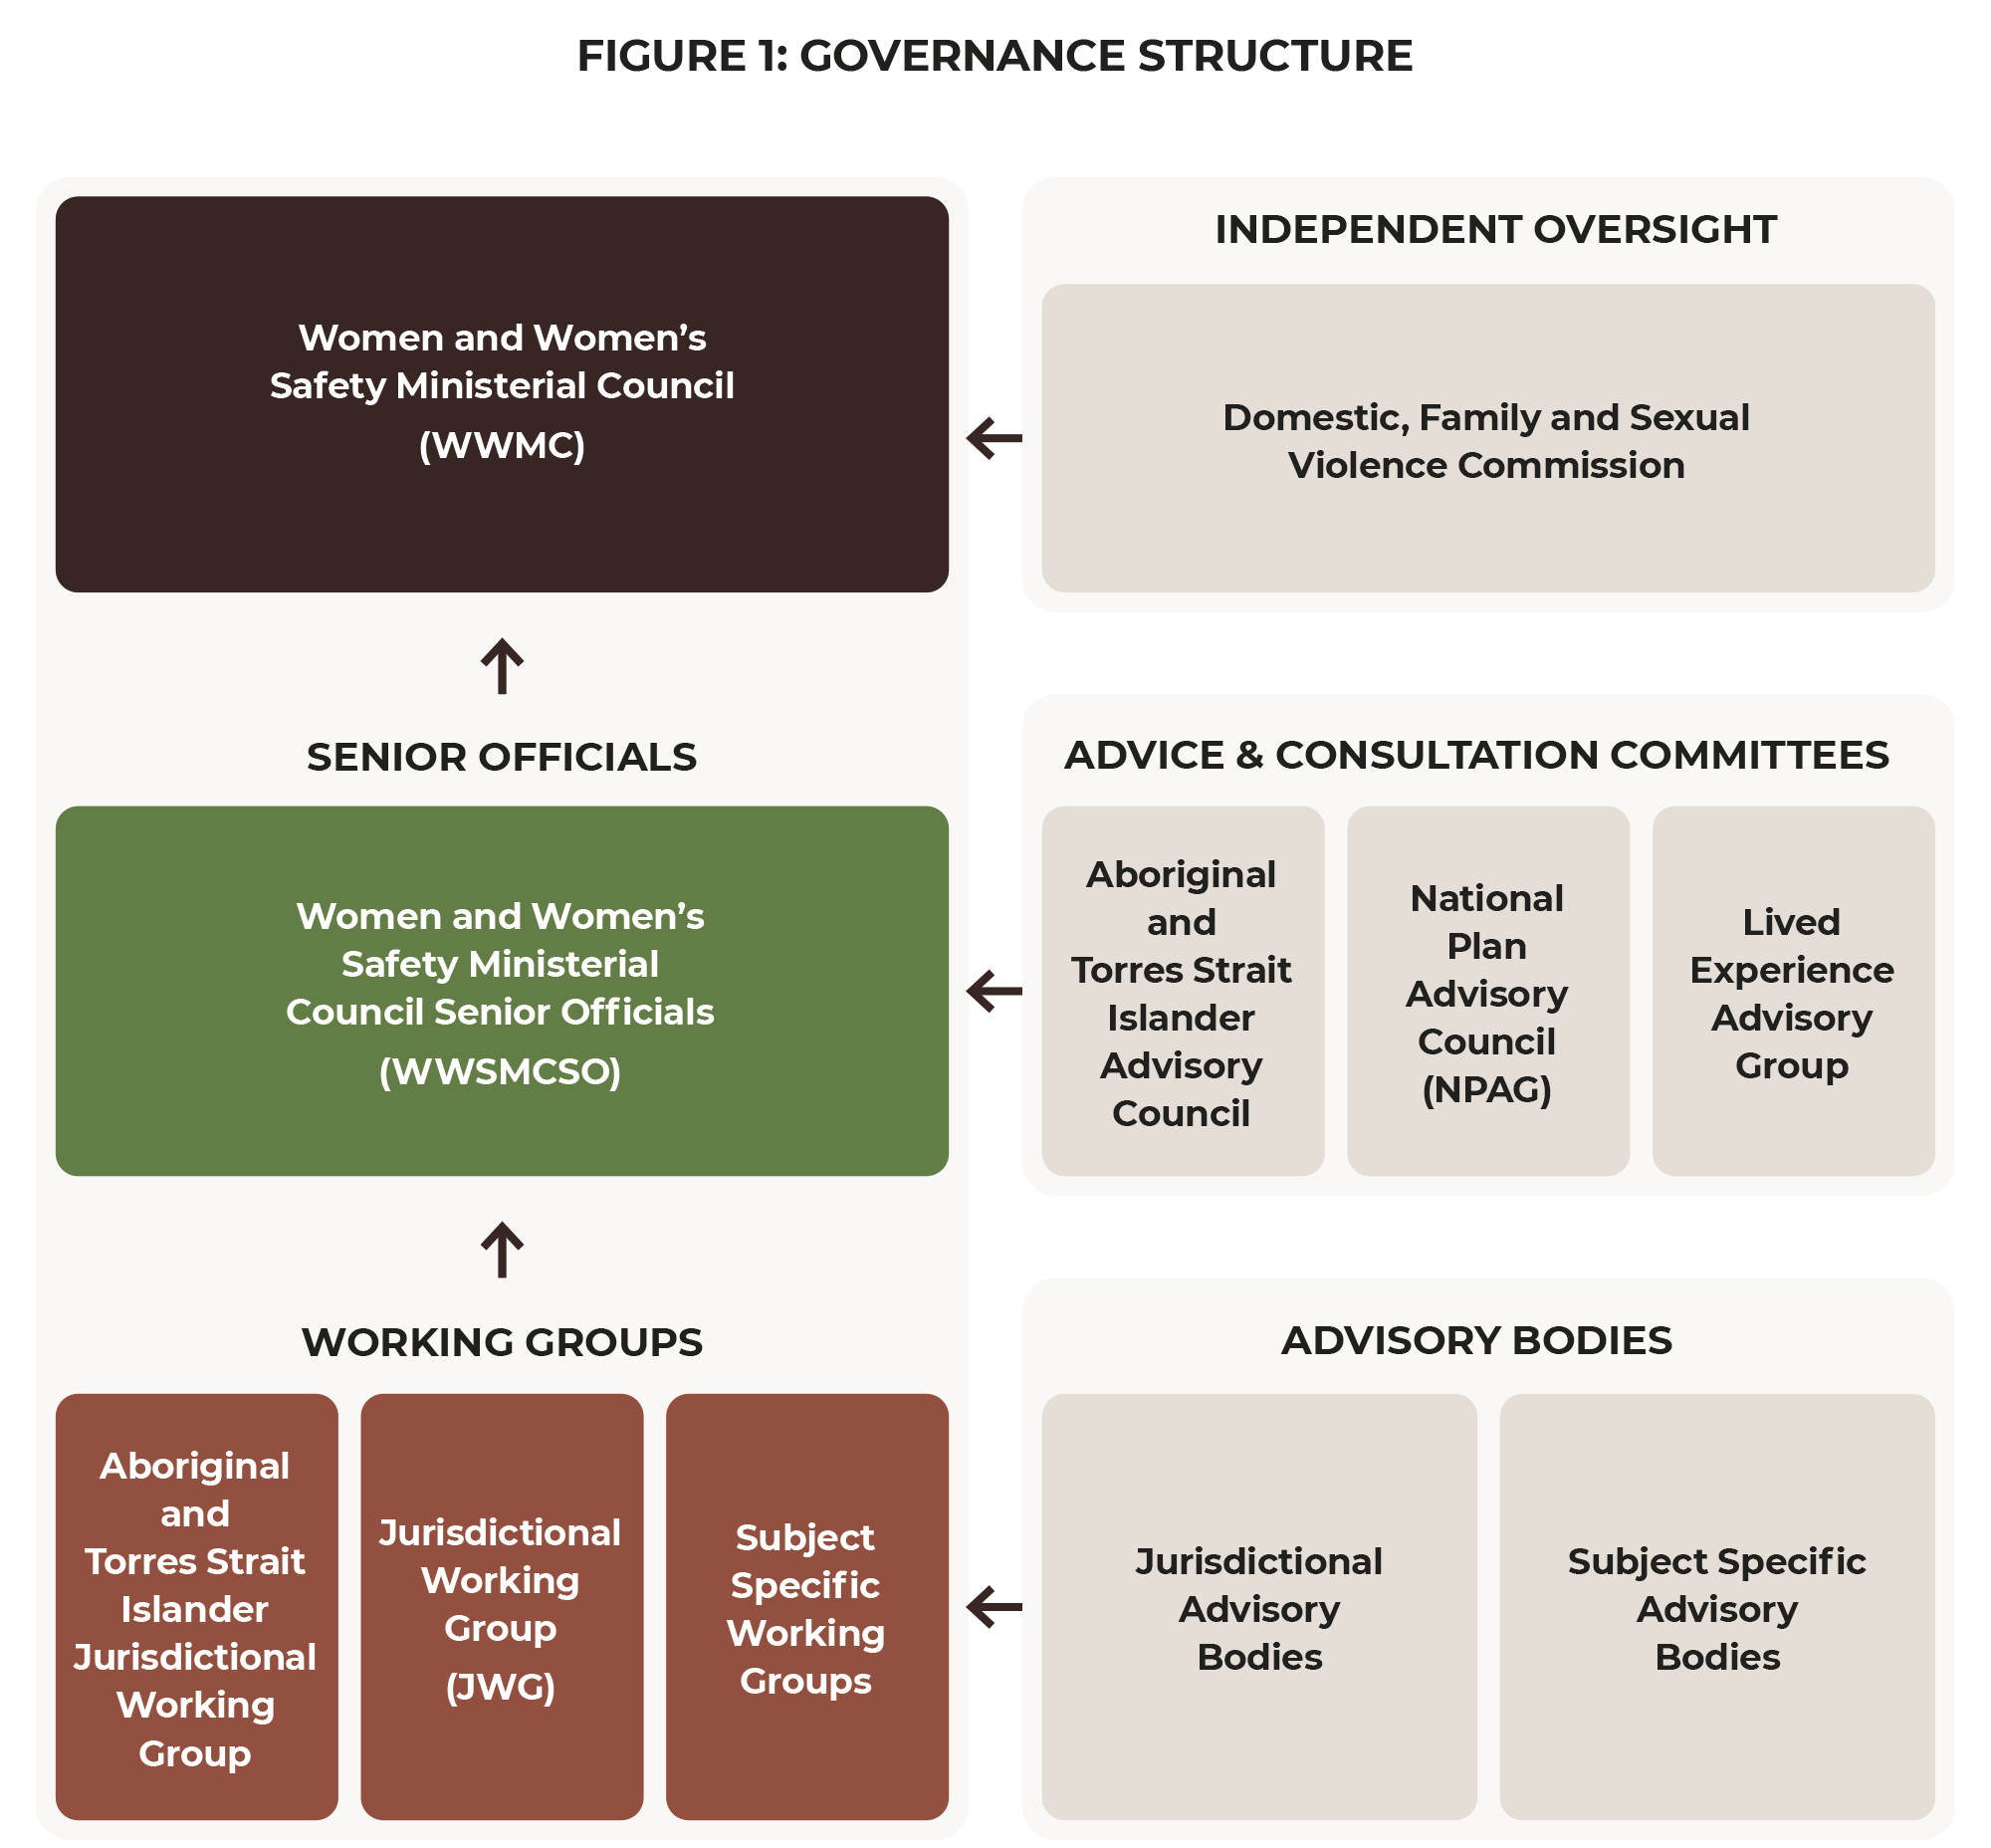 FIGURE 1: GOVERNANCE STRUCTURE
Women and Women’s
Safety Ministerial Council
(WWMC)
INDEPENDENT OVERSIGHT
Domestic, Family and Sexual
Violence Commission
SENIOR OFFICIALS
Women and Women’s
Safety Ministerial
Council Senior Officials
(WWSMCSO)
ADVICE & CONSULTATION COMMITTEES
Aboriginal
and
Torres Strait
Islander
Advisory
Council
National
Plan
Advisory
Council
(NPAG)
Lived
Experience
Advisory
Group
WORKING GROUPS
Aboriginal
and
Torres Strait
Islander
Jurisdictional
Working
Group
Jurisdictional
Working
Group
(JWG)
Subject
Specific
Working
Groups
ADVISORY BODIES
Jurisdictional
Advisory
Bodies
Subject Specific
Advisory
Bodies